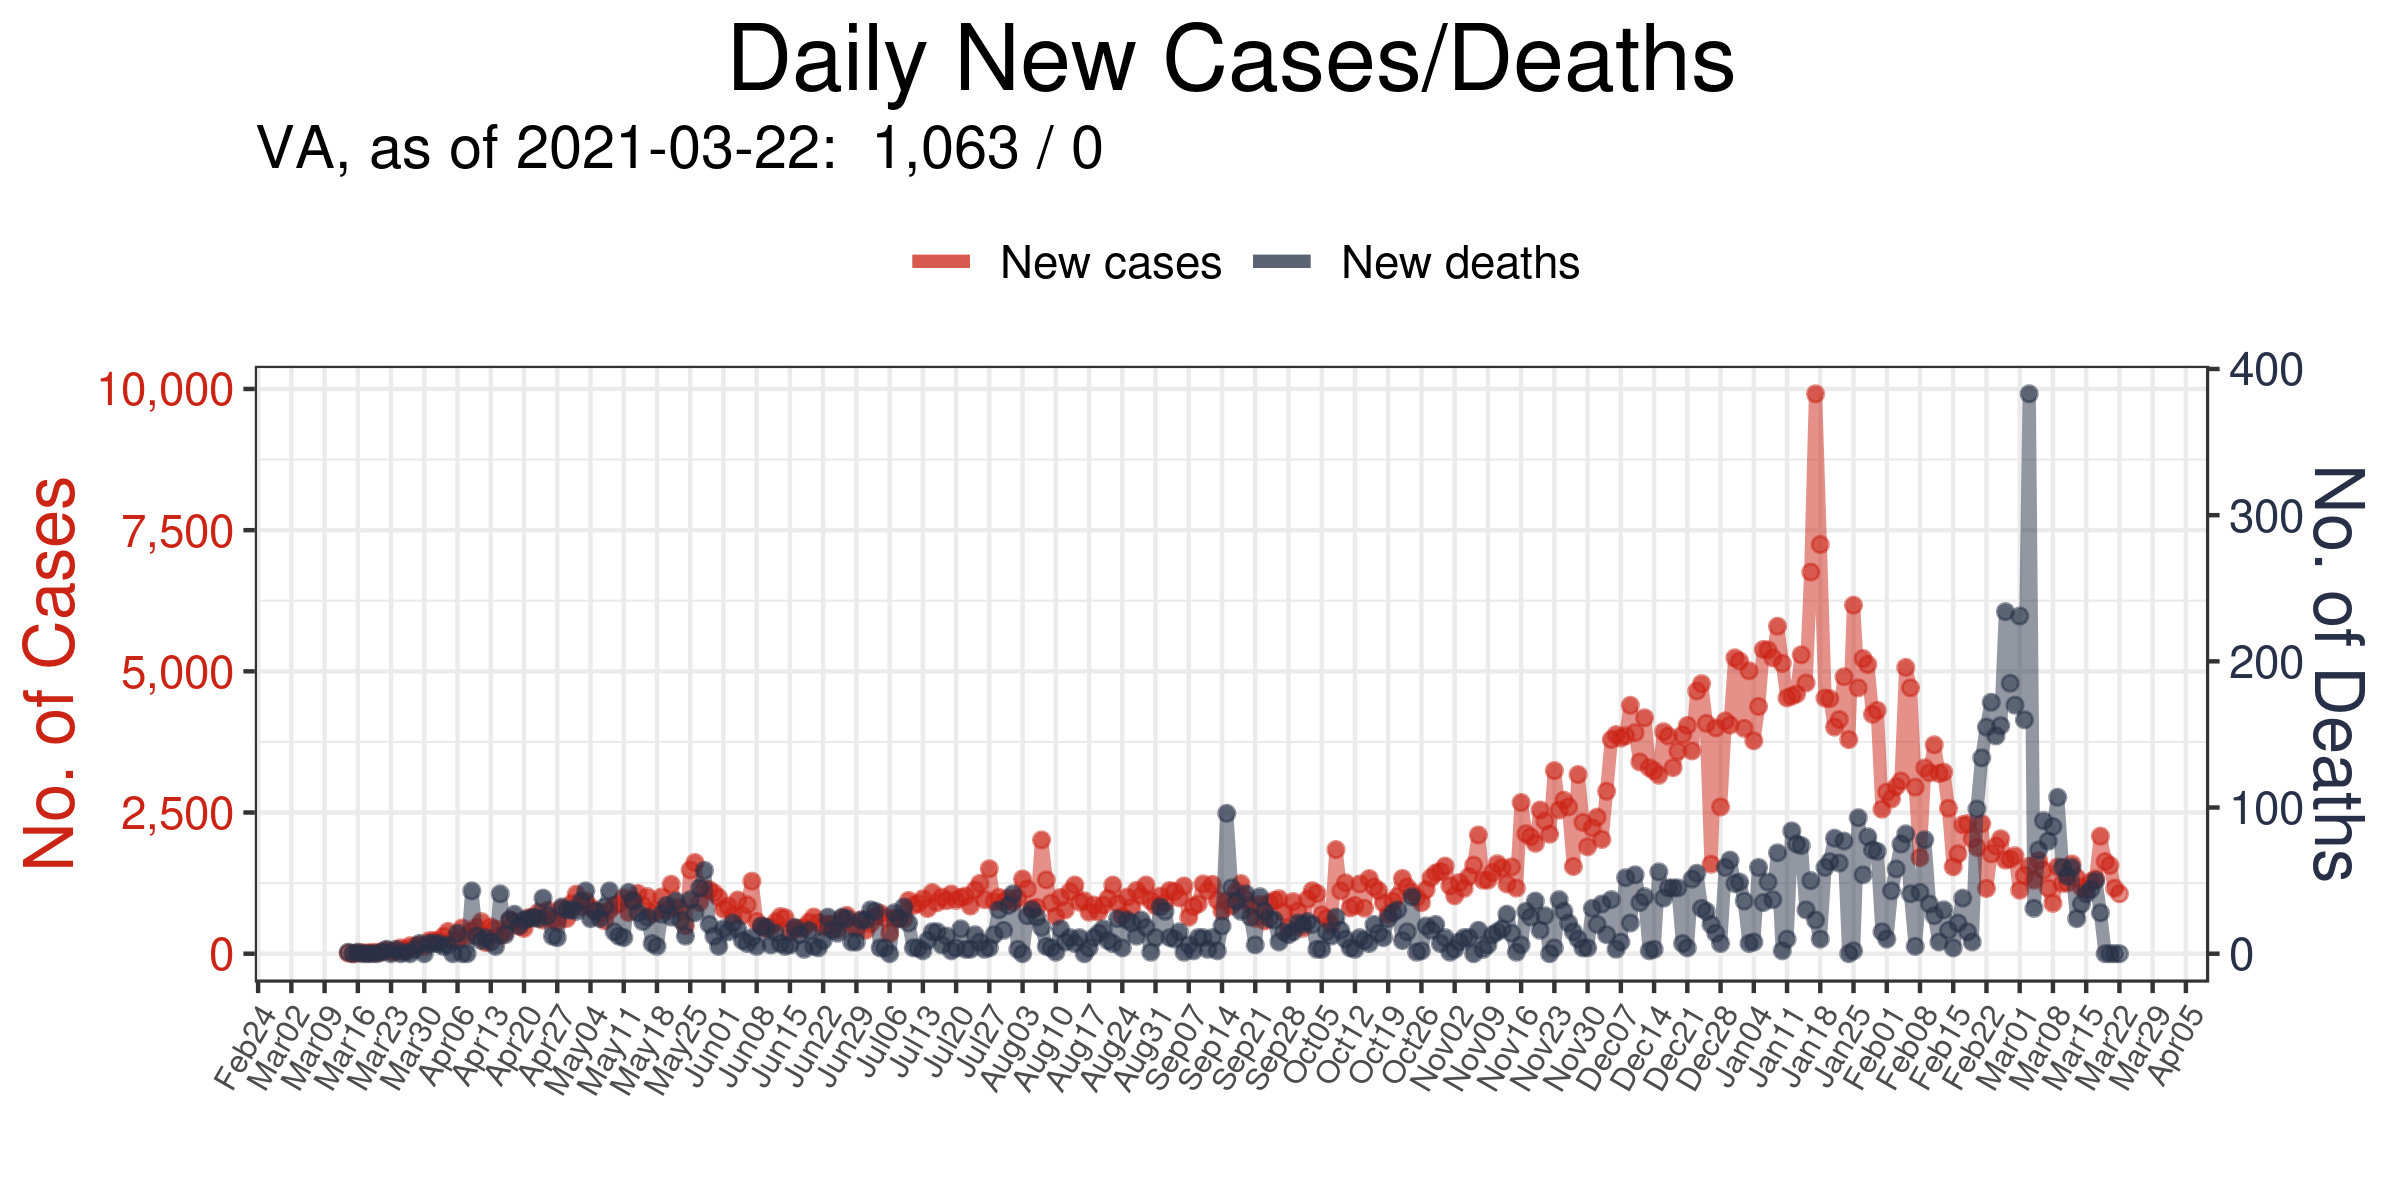 Daily New Cases/Deaths
VA, as of 2021-03-22:  1,063 / 0
New cases
New deaths
No. of Cases
10,000
7,500
5,000
2,500
0
400
300
200
100
0
No. of Deaths
Feb24
Mar02
Mar09
Mar16
Mar23
Mar30
Apr06
Apr13
Apr20
Apr27
May04
May11
May18
May25
Jun01
Jun08
Jun15
Jun22
Jun29
Jul06
Jul13
Jul20
Jul27
Aug03
Aug10
Aug17
Aug24
Aug31
Sep07
Sep14
Sep21
Sep28
Oct05
Oct12
Oct19
Oct26
Nov02
Nov09
Nov16
Nov23
Nov30
Dec07
Dec14
Dec21
Dec28
Jan04
Jan11
Jan18
Jan25
Feb01
Feb08
Feb15
Feb22
Mar01
Mar08
Mar15
Mar22
Mar29
Apr05